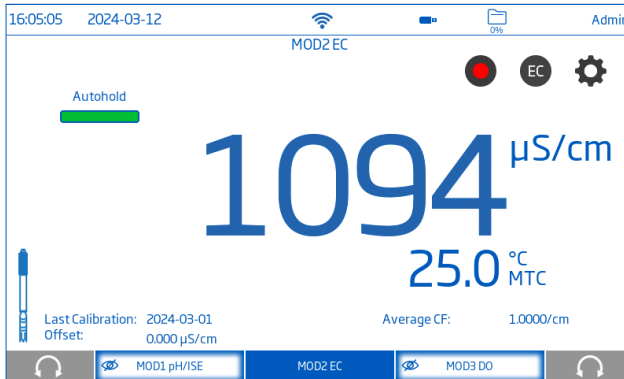 16:05:05 2024-03-12 0% Admin
MOD2 EC
EC
Autohold
1094 µS/cm
25.0 °C
MTC
Last Calibration: 2024-03-01 Average CF: 1.0000/cm
Offset: 0.000 µS/cm
MOD1 pH/ISE MOD2 EC MOD3 DO